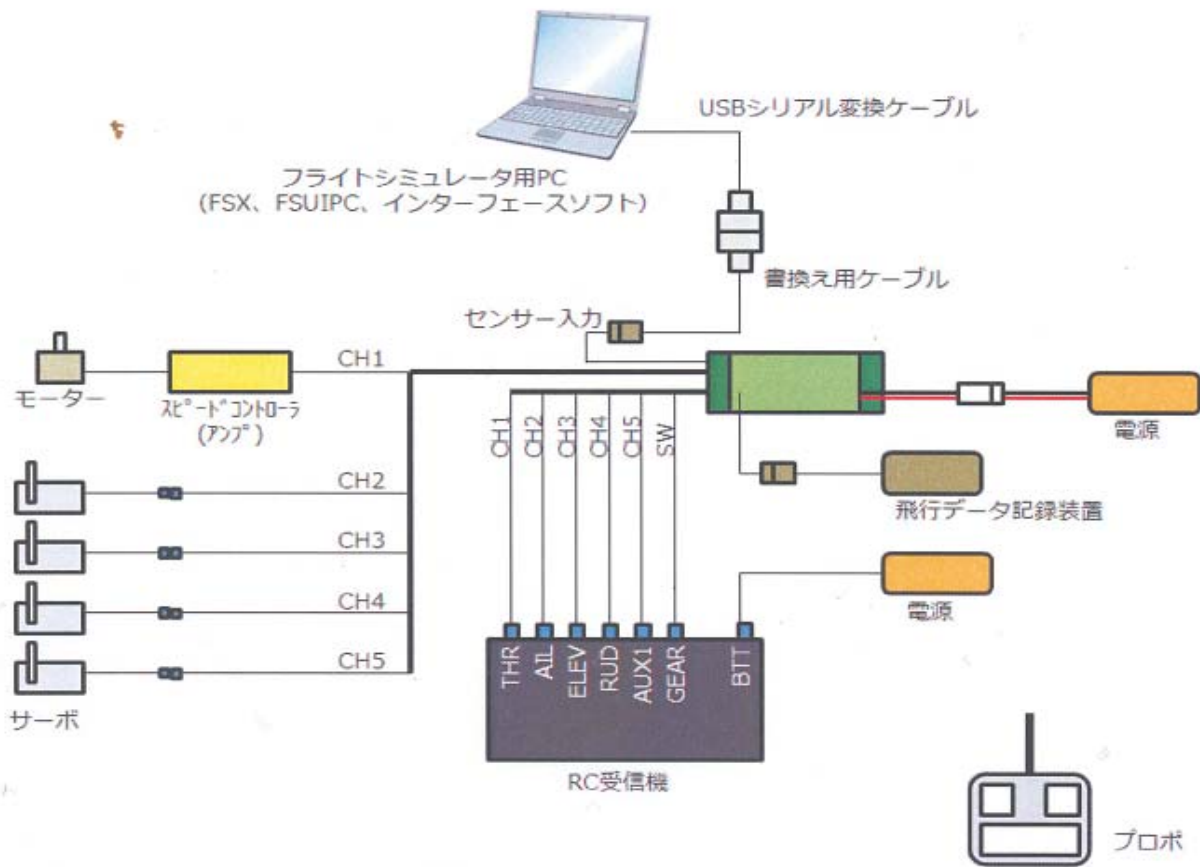 USBシリアル変換ケーブル
フライトシミュレータ用PC
(FSX、FSUIPC、インターフェースソフト)
書換え用ケーブル
センサー入力
CH1
モーター
スピードコントローラ
(アンプ)
電源
CH1
CH2
CH3
CH4
CH5
SW
CH2
飛行データ記録装置
CH3
電源
CH4
CH5
サーボ
THR
AIL
ELEV
RUD
AUX1
GEAR
BTT
RC受信機
プロポ